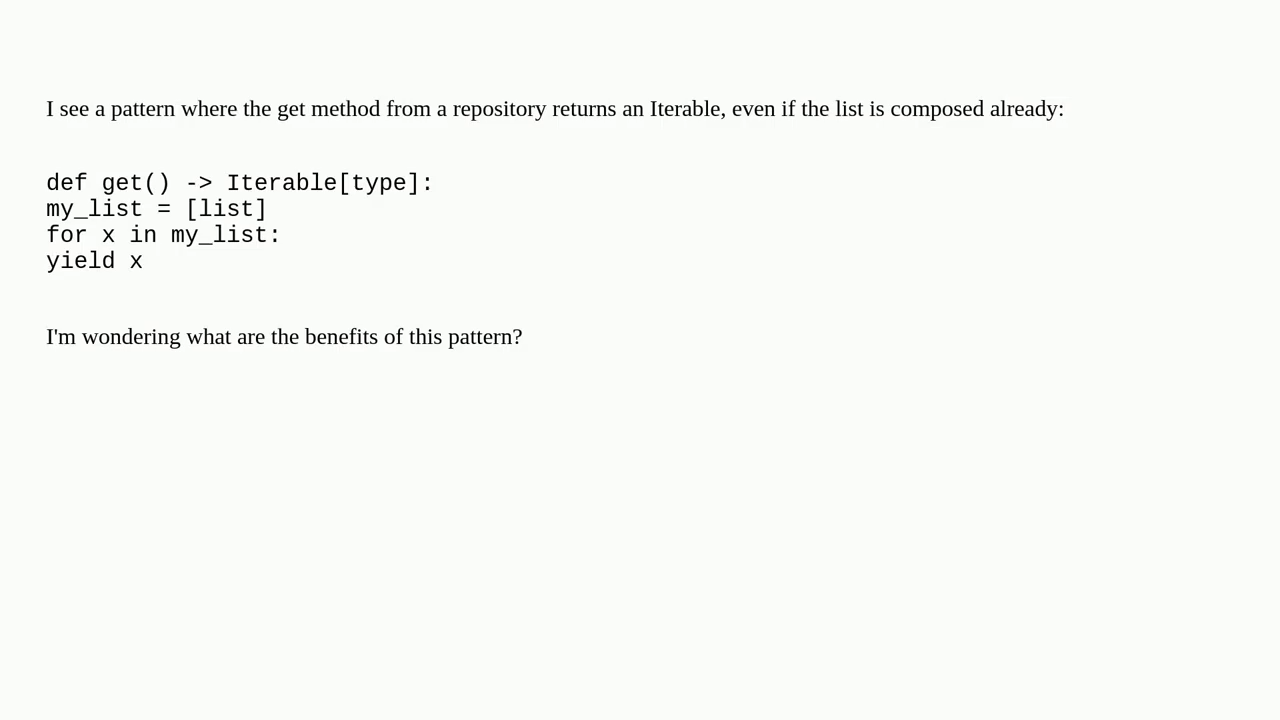 I see a pattern where the get method from a repository returns an Iterable, even if the list is composed already:
def get() -> Iterable[type]:
my_list = [list]
for x in my_list:
yield x
I'm wondering what are the benefits of this pattern?